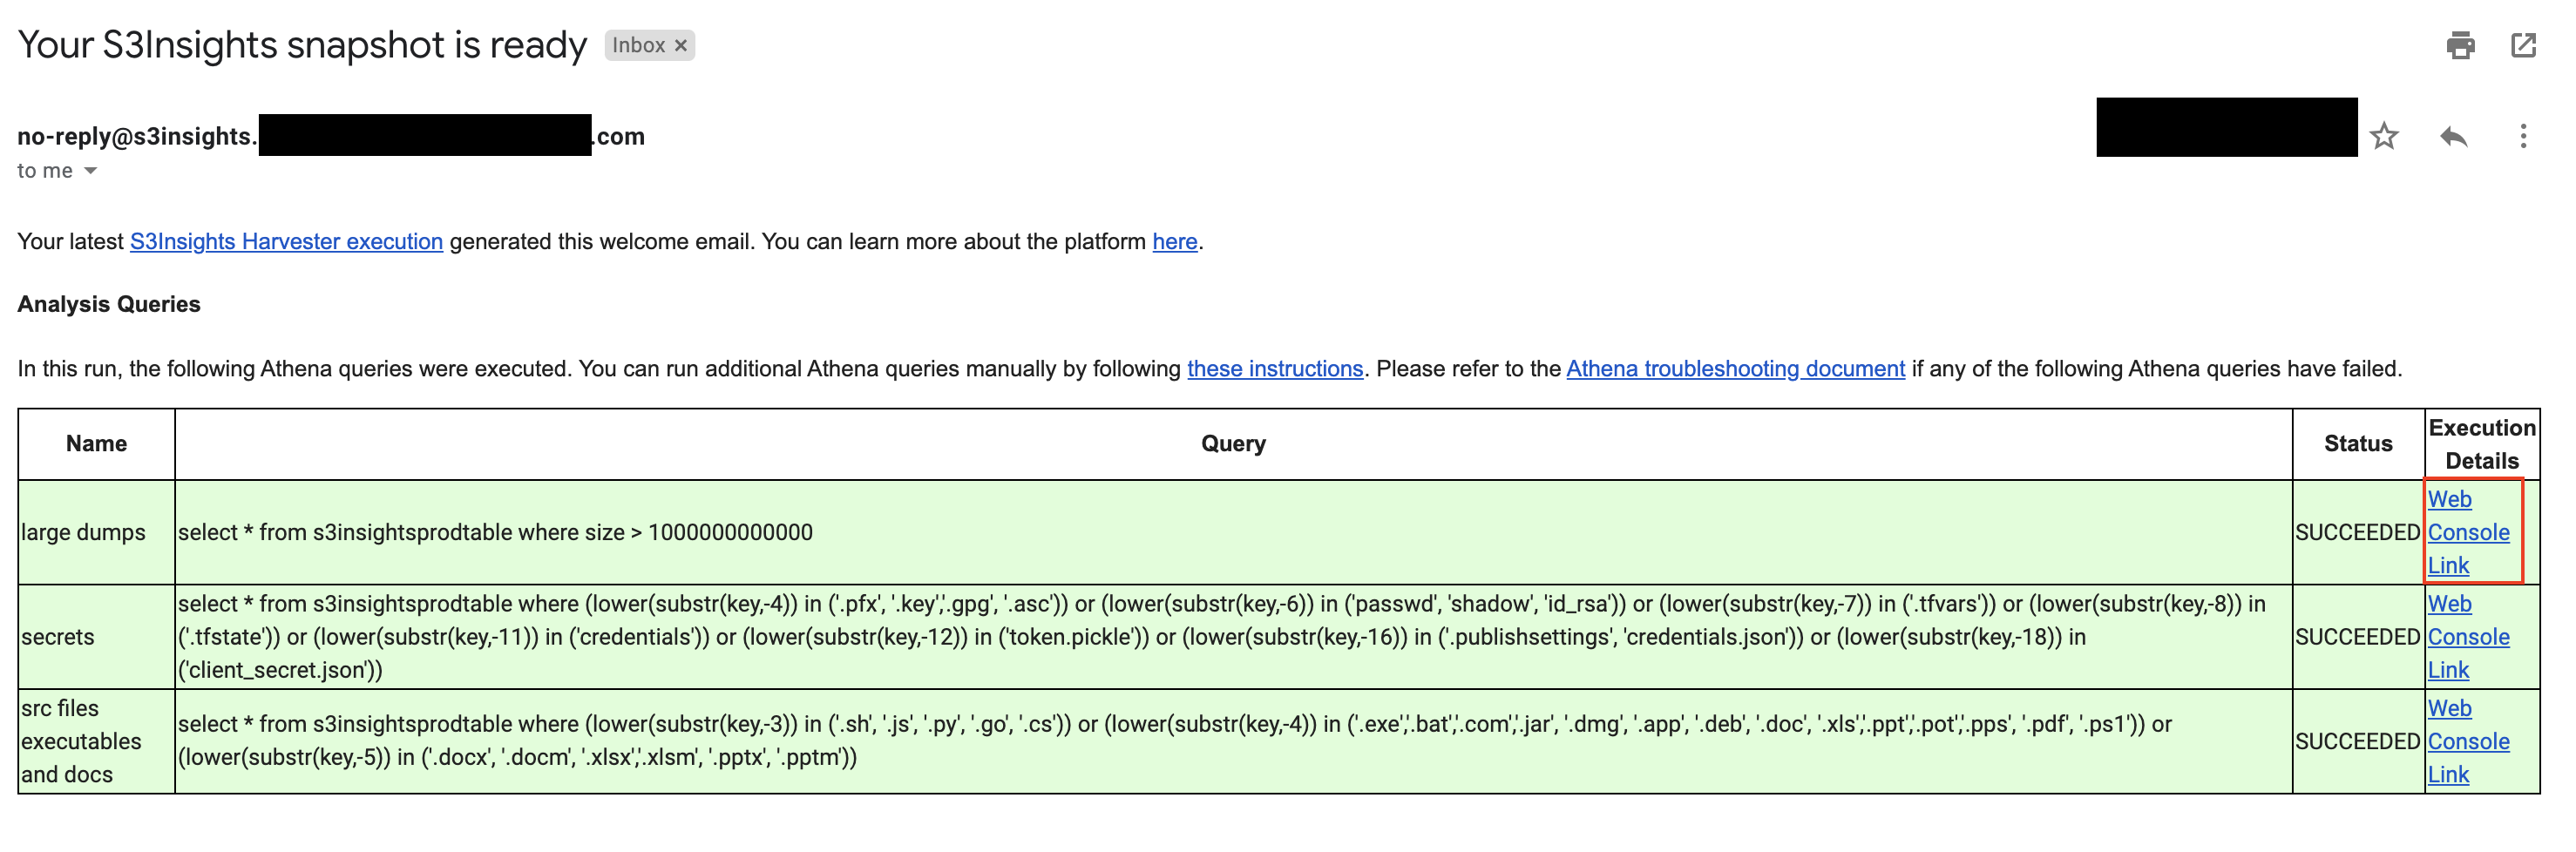 Your S3Insights snapshot is ready Inbox ×
no-reply@s3insights. .com
to me
Your latest S3Insights Harvester execution generated this welcome email. You can learn more about the platform here.
Analysis Queries
In this run, the following Athena queries were executed. You can run additional Athena queries manually by following these instructions. Please refer to the Athena troubleshooting document if any of the following Athena queries have failed.
Name Query Status Execution
Details
large dumps
select * from s3insightsprodtable where size > 1000000000000
SUCCEEDED
Web
Console
Link
secrets
select * from s3insightsprodtable where (lower(substr(key,-4)) in ('.pfx', '.key','.gpg', '.asc')) or (lower(substr(key,-6)) in ('passwd', 'shadow', 'id_rsa')) or (lower(substr(key,-7)) in ('.tfvars')) or (lower(substr(key,-8)) in
('.tfstate')) or (lower(substr(key,-11)) in ('credentials')) or (lower(substr(key,-12)) in ('token.pickle')) or (lower(substr(key,-16)) in ('.publishsettings', 'credentials.json')) or (lower(substr(key,-18)) in
('client_secret.json'))
SUCCEEDED
Web
Console
Link
src files
executables
and docs
select * from s3insightsprodtable where (lower(substr(key,-3)) in ('.sh', '.js', '.py', '.go', '.cs')) or (lower(substr(key,-4)) in ('.exe','.bat','.com','.jar', '.dmg', '.app', '.deb', '.doc', '.xls','.ppt','.pot','.pps', '.pdf', '.ps1')) or
(lower(substr(key,-5)) in ('.docx', '.docm', '.xlsx','.xlsm', '.pptx', '.pptm'))
SUCCEEDED
Web
Console
Link